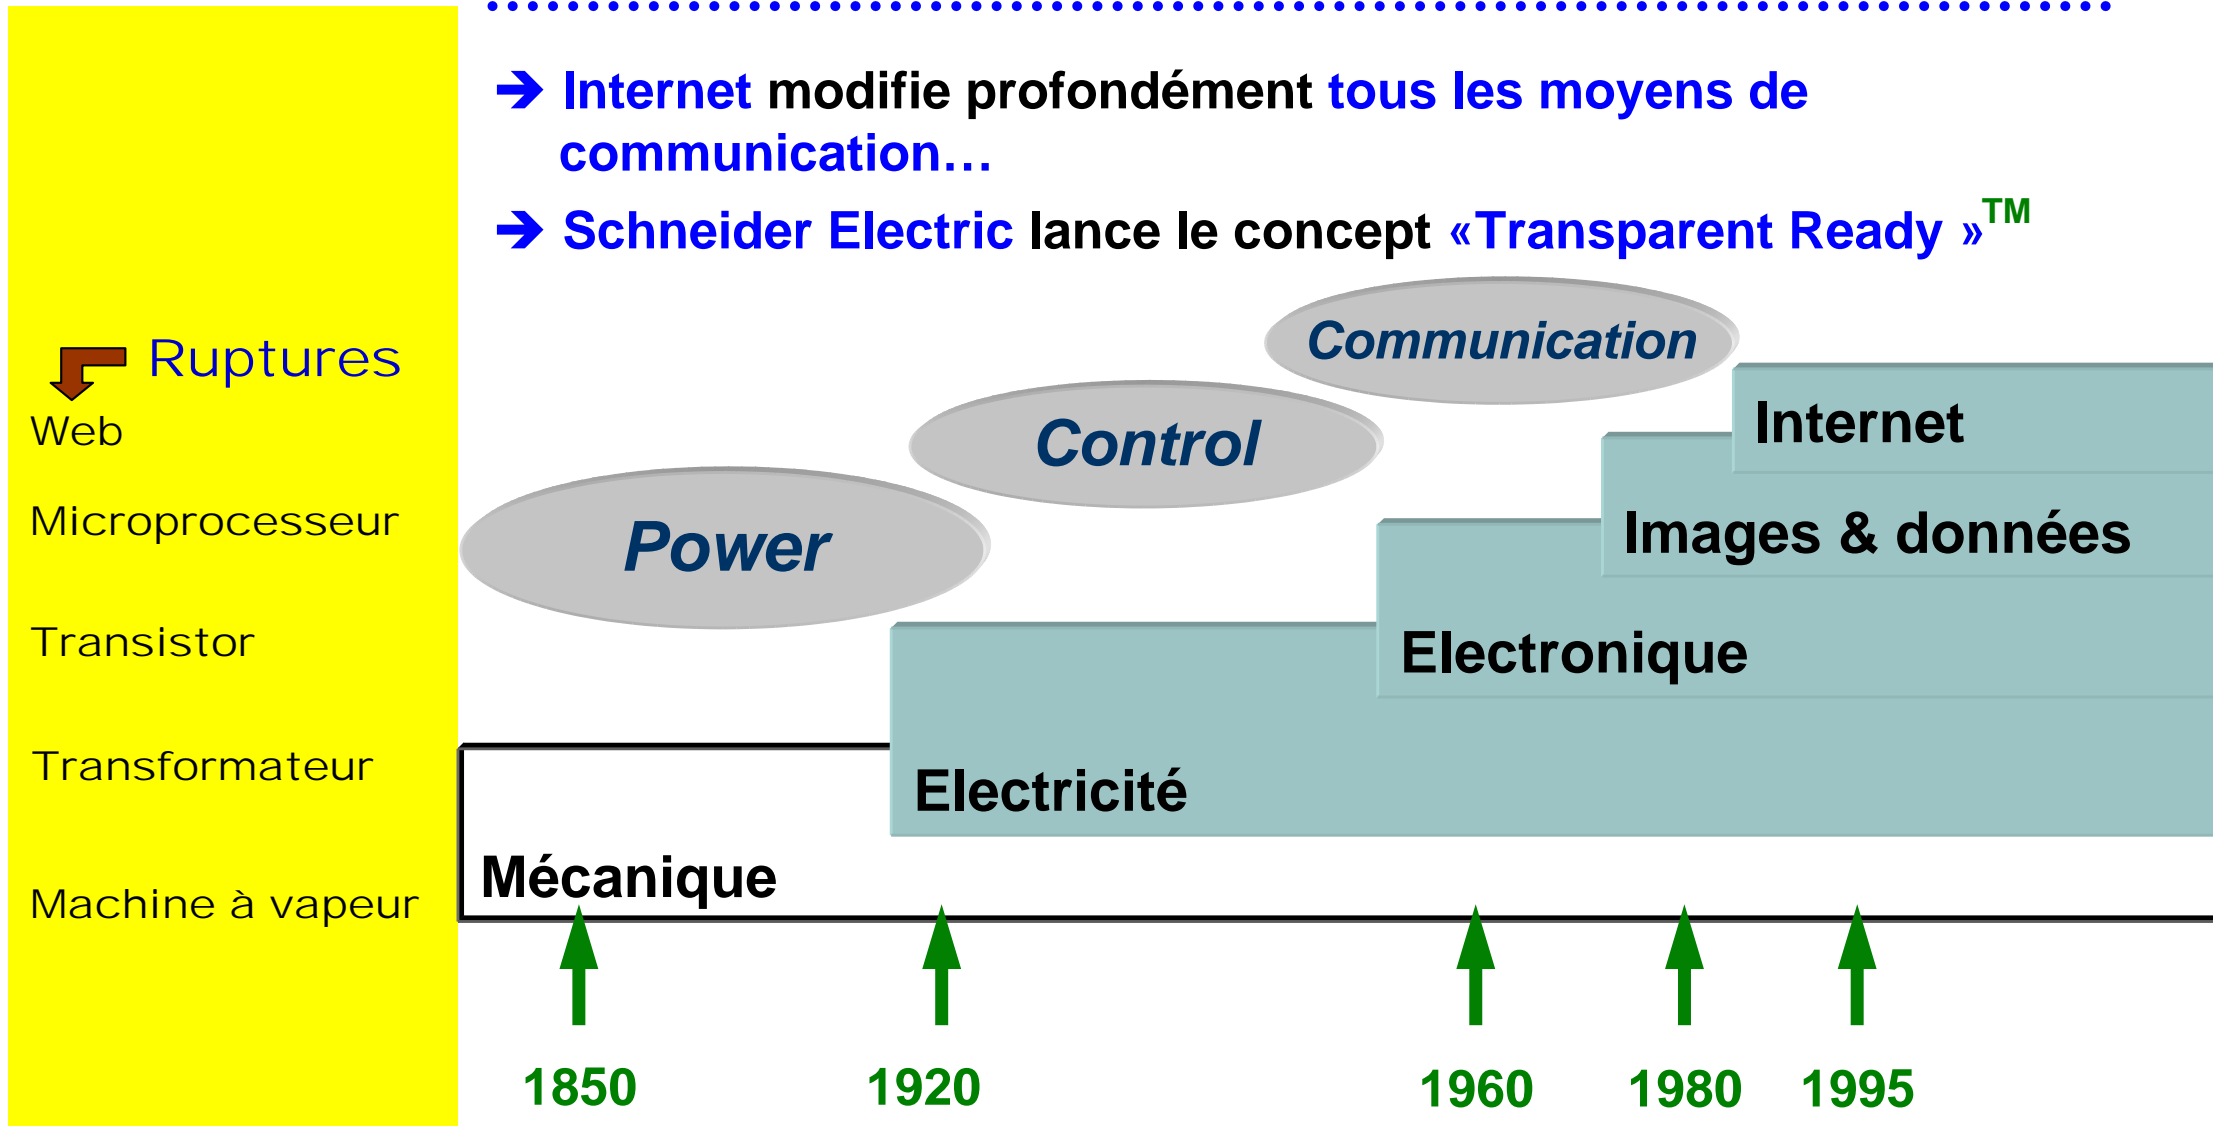 ➔ Internet modifie profondément tous les moyens de
communication…
➔ Schneider Electric lance le concept «Transparent Ready »TM
Ruptures
Web
Microprocesseur
Transistor
Transformateur
Machine à vapeur
Communication
Control
Power
Internet
Images & données
Electronique
Electricité
Mécanique
1850 1920 1960 1980 1995